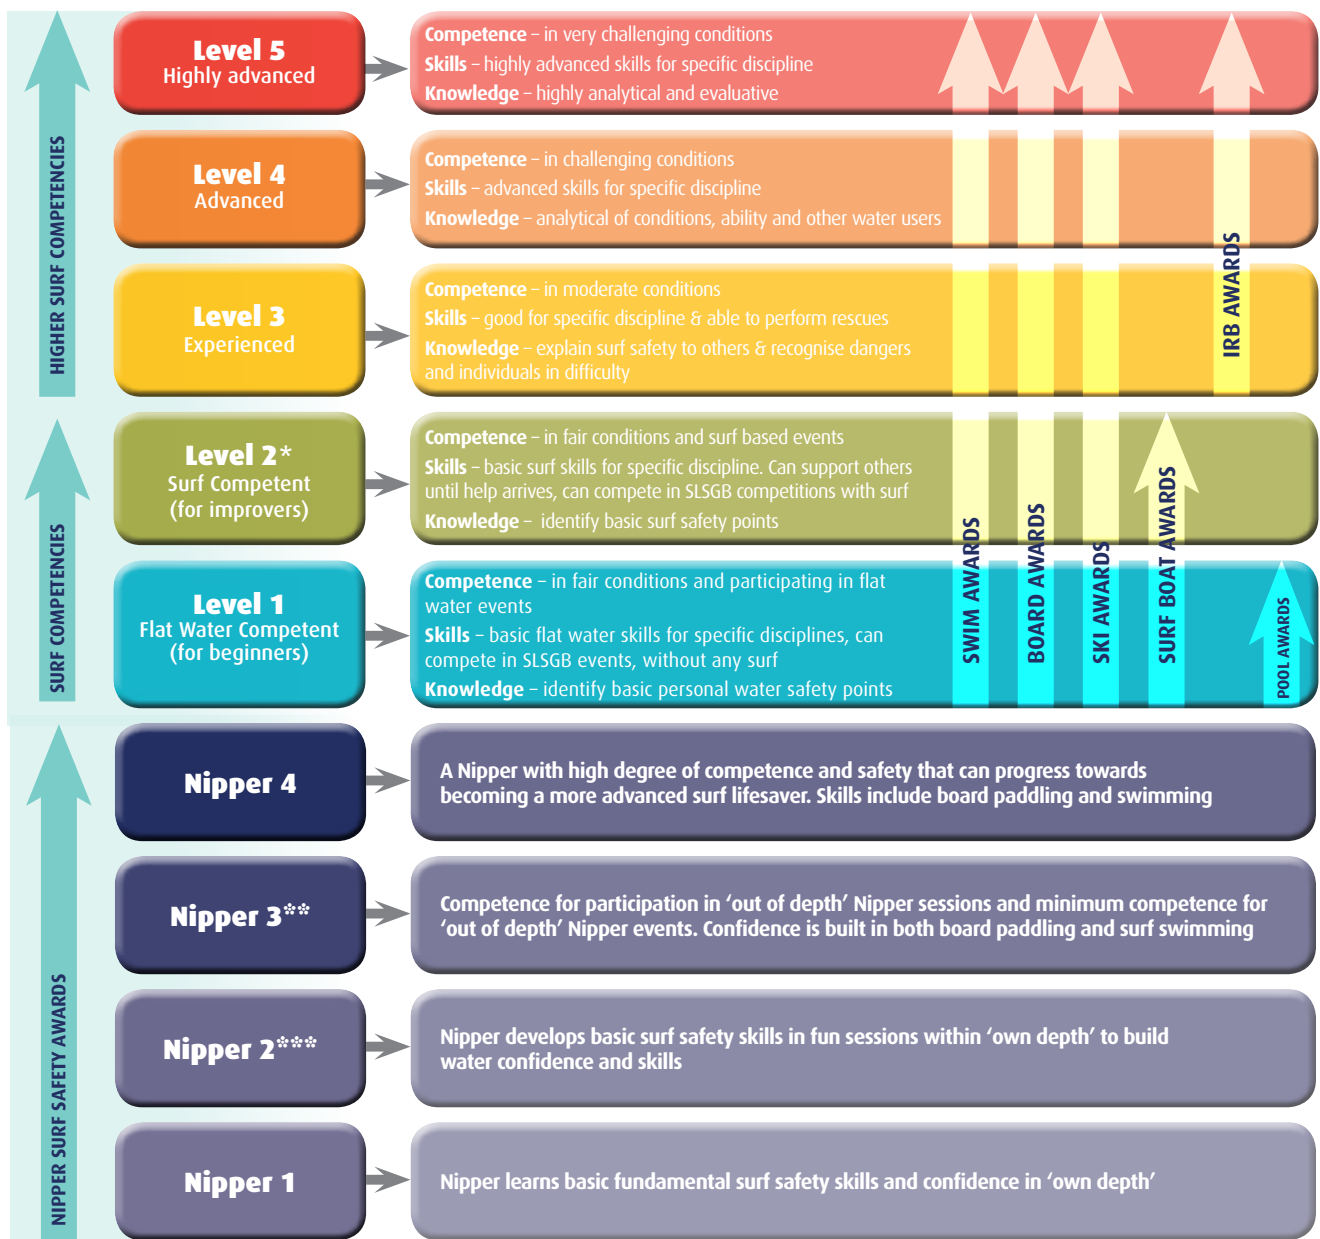 Level 5
Highly advanced
Competence – in very challenging conditions
Skills – highly advanced skills for specific discipline
Knowledge – highly analytical and evaluative
Level 4
Advanced
Competence – in challenging conditions
Skills – advanced skills for specific discipline
Knowledge – analytical of conditions, ability and other water users
Level 3
Experienced
Competence – in moderate conditions
Skills – good for specific discipline & able to perform rescues
Knowledge – explain surf safety to others & recognise dangers
and individuals in difficulty
HIGHER SURF COMPETENCIES
IRB AWARDS
Level 2*
Surf Competent
(for improvers)
Competence – in fair conditions and surf based events
Skills – basic surf skills for specific discipline. Can support others
until help arrives, can compete in SLSGB competitions with surf
Knowledge – identify basic surf safety points
Level 1
Flat Water Competent
(for beginners)
Competence – in fair conditions and participating in flat
water events
Skills – basic flat water skills for specific disciplines, can
compete in SLSGB events, without any surf
Knowledge – identify basic personal water safety points
SURF COMPETENCIES
SWIM AWARDS
BOARD AWARDS
SKI AWARDS
SURF BOAT AWARDS
POOL AWARDS
Nipper 4
A Nipper with high degree of competence and safety that can progress towards
becoming a more advanced surf lifesaver. Skills include board paddling and swimming
Nipper 3**
Competence for participation in ‘out of depth’ Nipper sessions and minimum competence for
‘out of depth’ Nipper events. Confidence is built in both board paddling and surf swimming
Nipper 2***
Nipper develops basic surf safety skills in fun sessions within ‘own depth’ to build
water confidence and skills
Nipper 1
Nipper learns basic fundamental surf safety skills and confidence in ‘own depth’
NIPPER SURF SAFETY AWARDS